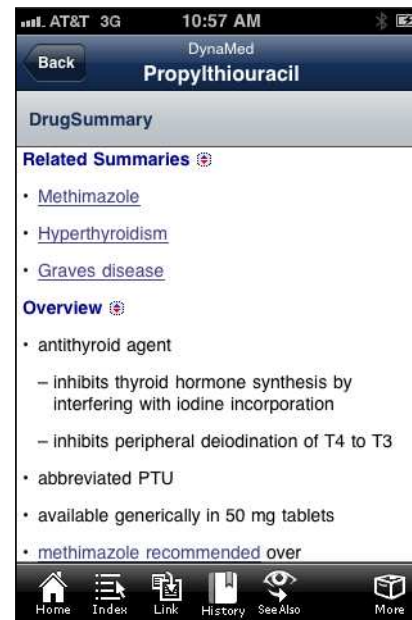 AT&T 3G 10:57 AM
DynaMed
Back
Propylthiouracil
DrugSummary
Related Summaries
• Methimazole
• Hyperthyroidism
• Graves disease
Overview
• antithyroid agent
– inhibits thyroid hormone synthesis by
interfering with iodine incorporation
– inhibits peripheral deiodination of T4 to T3
• abbreviated PTU
• available generically in 50 mg tablets
• methimazole recommended over
Home Index Link History SeeAlso More